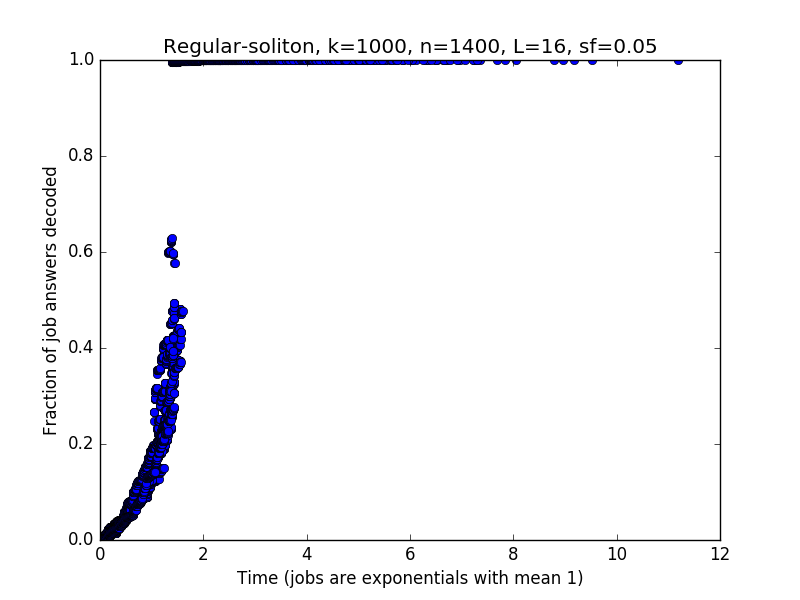 Regular-soliton, k=1000, n=1400, L=16, sf=0.05
1.0
0.8
0.6
0.4
0.2
0.0
Fraction of job answers decoded
0 2 4 6 8 10 12
Time (jobs are exponentials with mean 1)